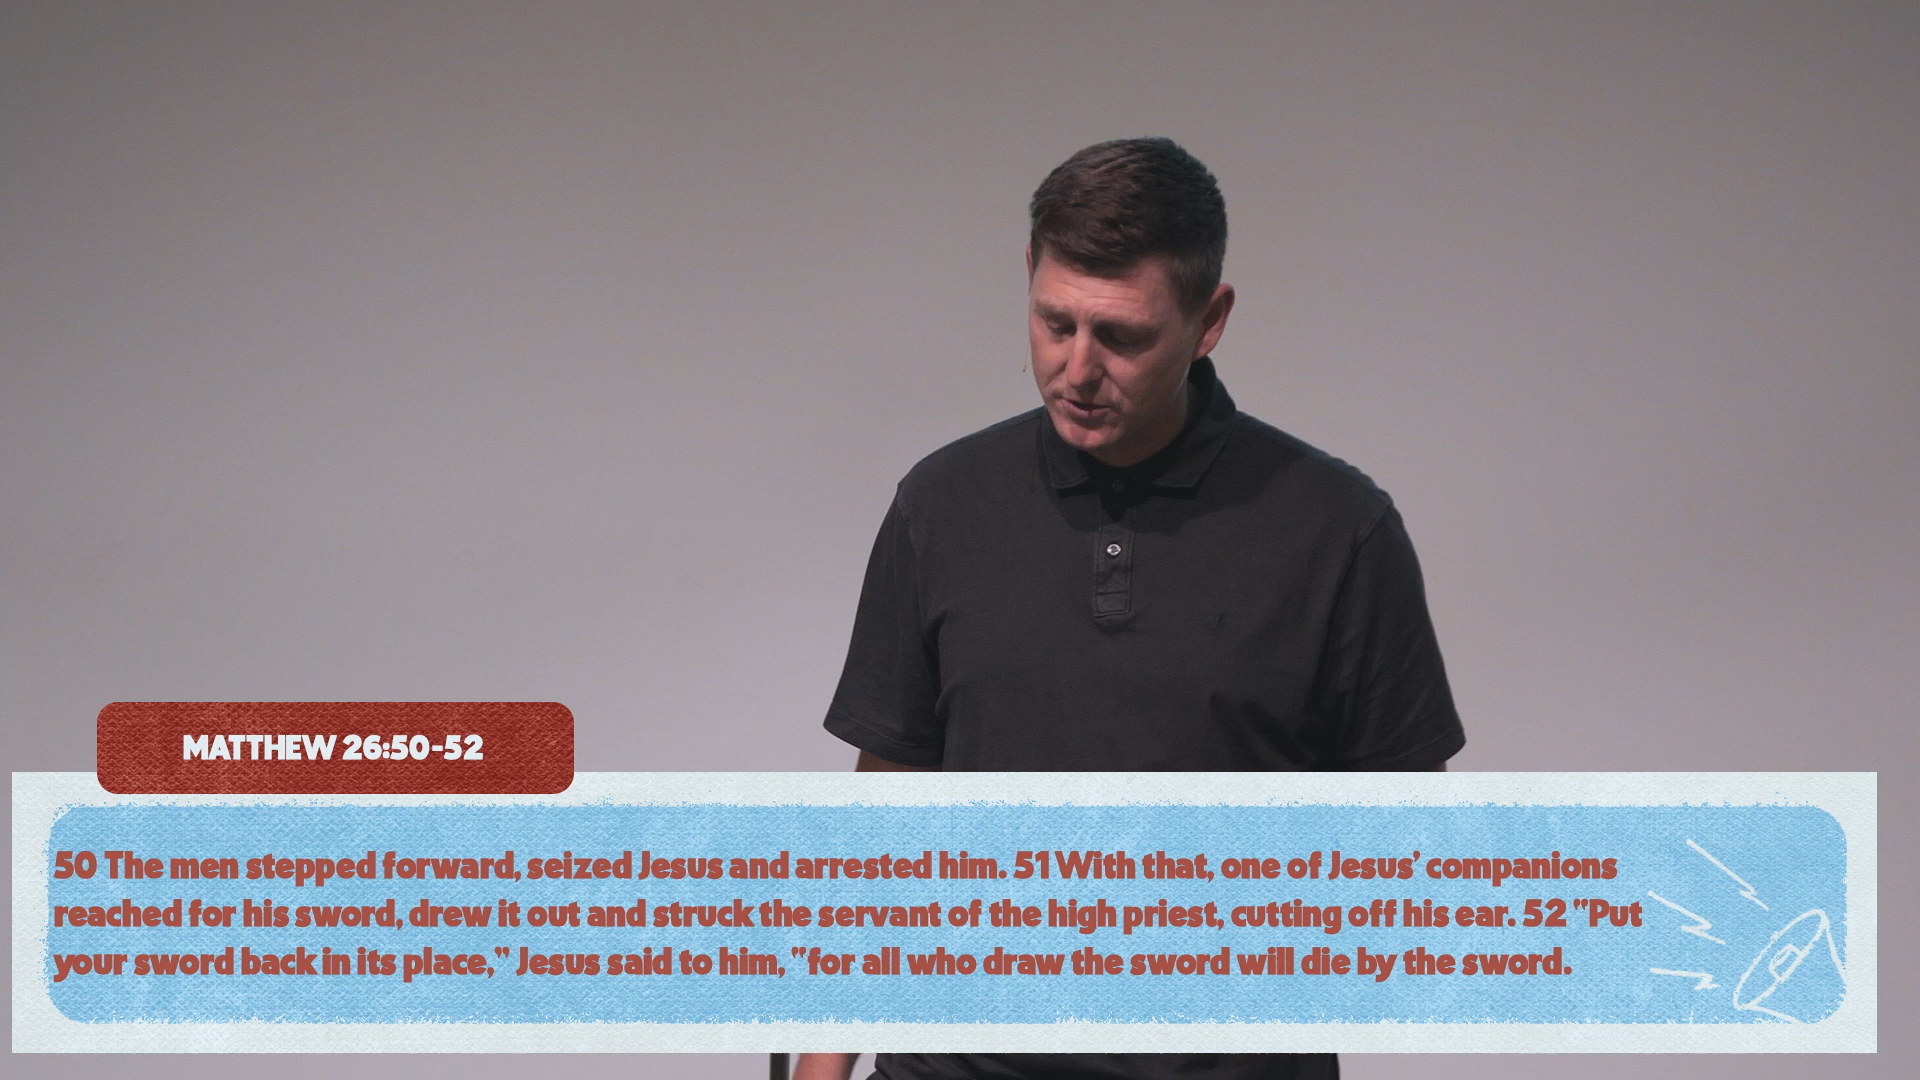 MATTHEW 26:50-52
50 The men stepped forward, seized Jesus and arrested him. 51 With that, one of Jesus’ companions
reached for his sword, drew it out and struck the servant of the high priest, cutting off his ear. 52 “Put
your sword back in its place,” Jesus said to him, “for all who draw the sword will die by the sword.